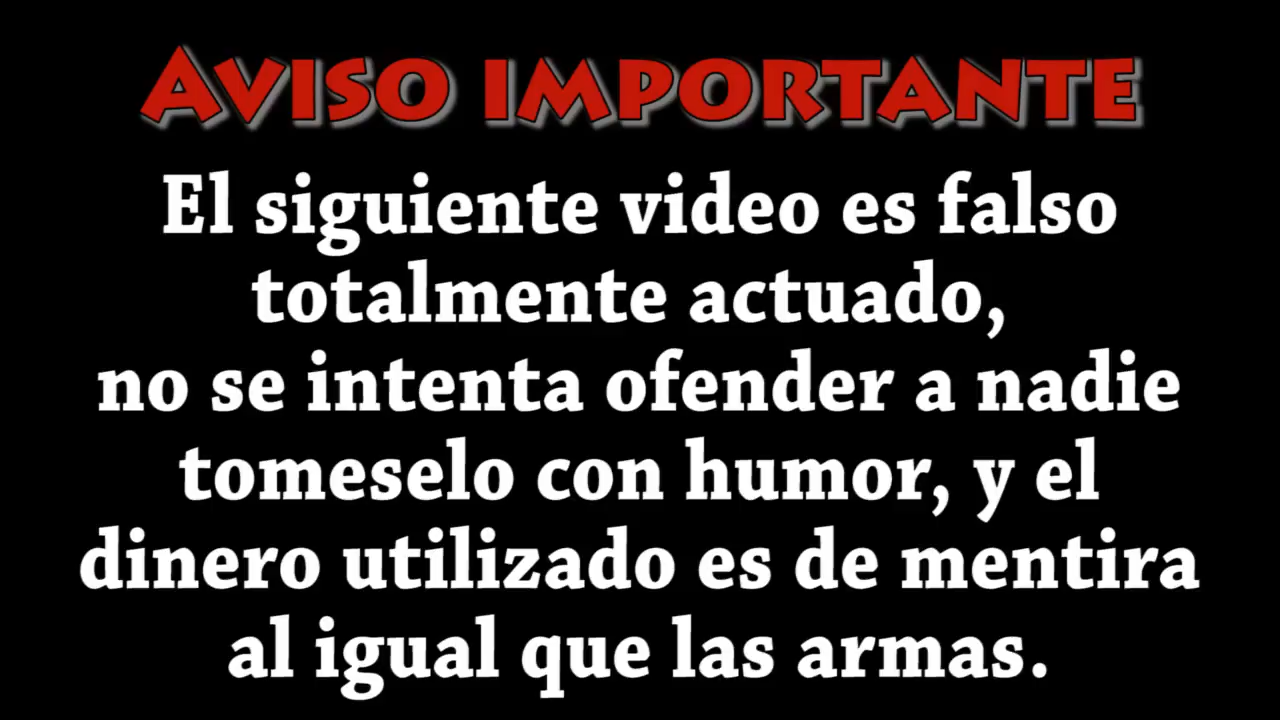 AVISO IMPORTANTE
El siguiente video es falso
totalmente actuado,
no se intenta ofender a nadie
tomeselo con humor, y el
dinero utilizado es de mentira
al igual que las armas.